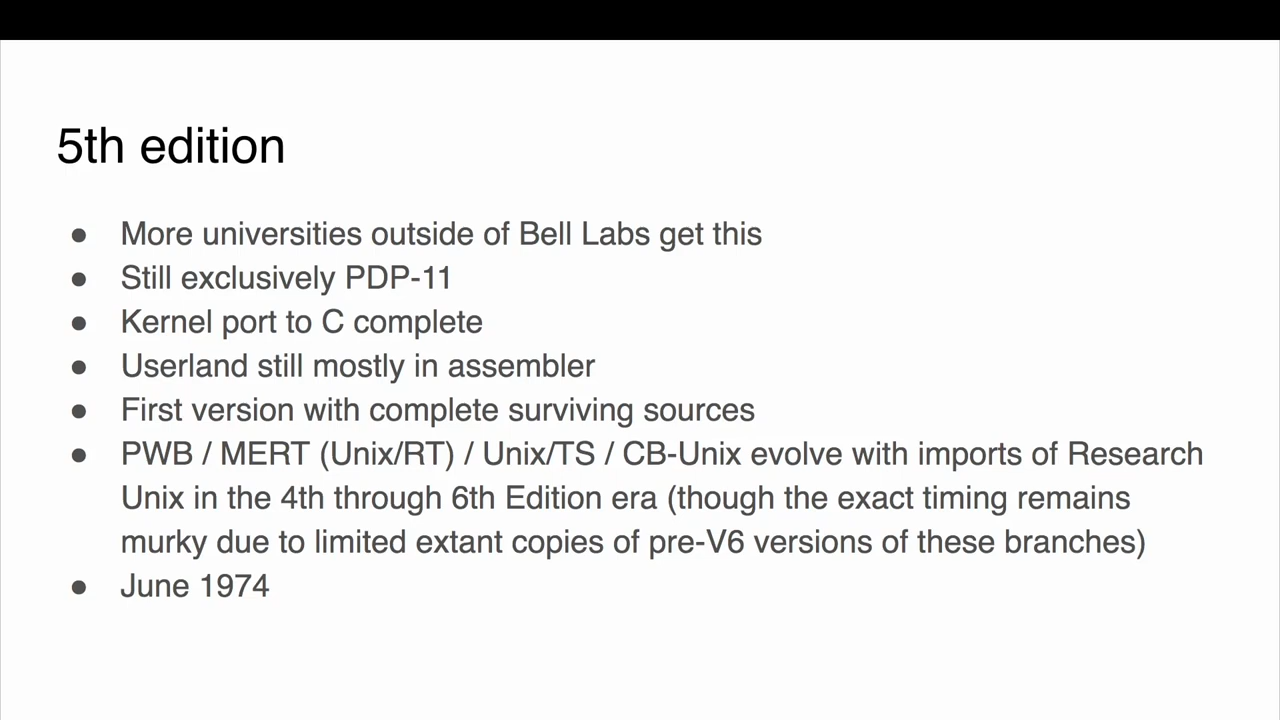 5th edition
● More universities outside of Bell Labs get this
● Still exclusively PDP-11
● Kernel port to C complete
● Userland still mostly in assembler
● First version with complete surviving sources
● PWB / MERT (Unix/RT) / Unix/TS / CB-Unix evolve with imports of Research
Unix in the 4th through 6th Edition era (though the exact timing remains
murky due to limited extant copies of pre-V6 versions of these branches)
● June 1974